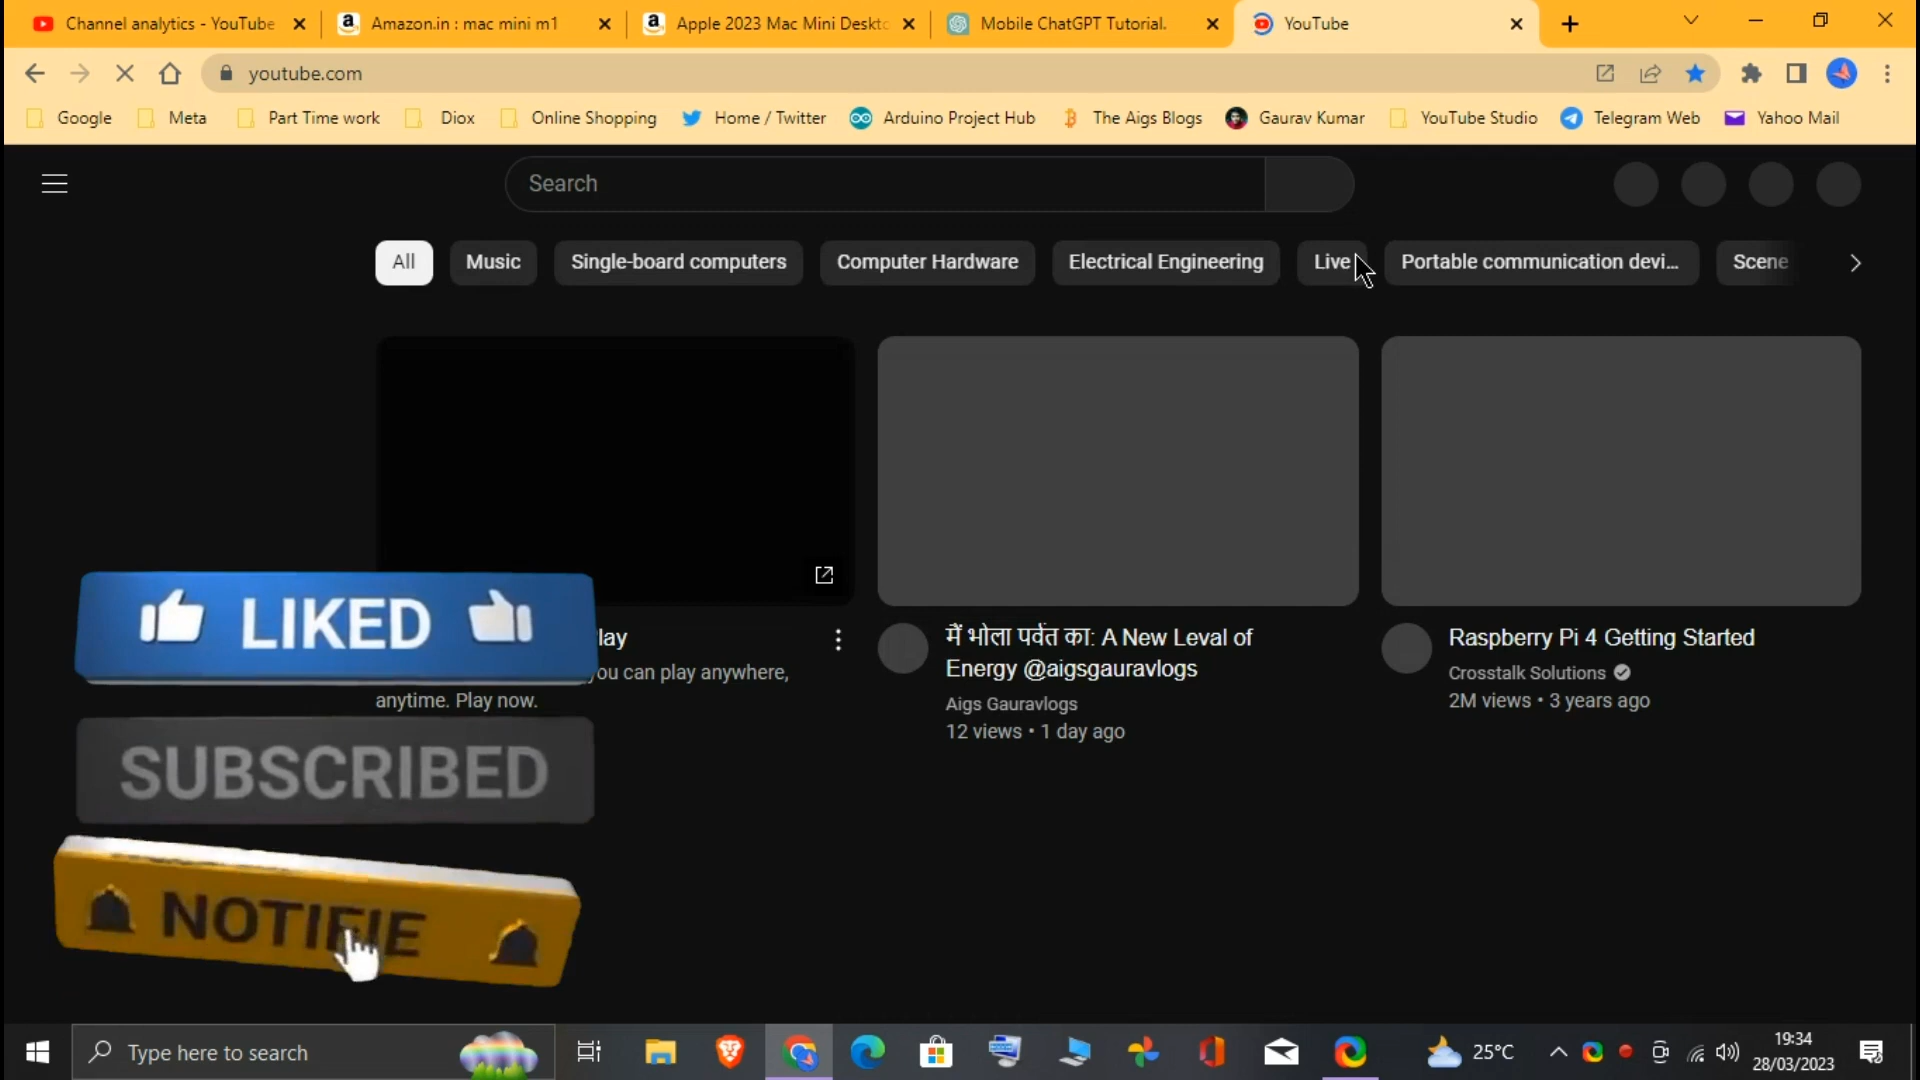 Channel analytics - YouTube
Amazon.in : mac mini m1
Apple 2023 Mac Mini Deskto
Mobile ChatGPT Tutorial.
YouTube
youtube.com
Google
Meta
Part Time work
Diox
Online Shopping
Home / Twitter
Arduino Project Hub
The Aigs Blogs
Gaurav Kumar
YouTube Studio
Telegram Web
Yahoo Mail
Search
All
Music
Single-board computers
Computer Hardware
Electrical Engineering
Live
Portable communication devi...
Scene
lay
you can play anywhere,
anytime. Play now.
मैं भोला पर्वत का: A New Leval of
Energy @aigsgauravlogs
Aigs Gauravlogs
12 views • 1 day ago
Raspberry Pi 4 Getting Started
Crosstalk Solutions
2M views • 3 years ago
LIKED
SUBSCRIBED
NOTIFIE
Type here to search
25°C
19:34
28/03/2023